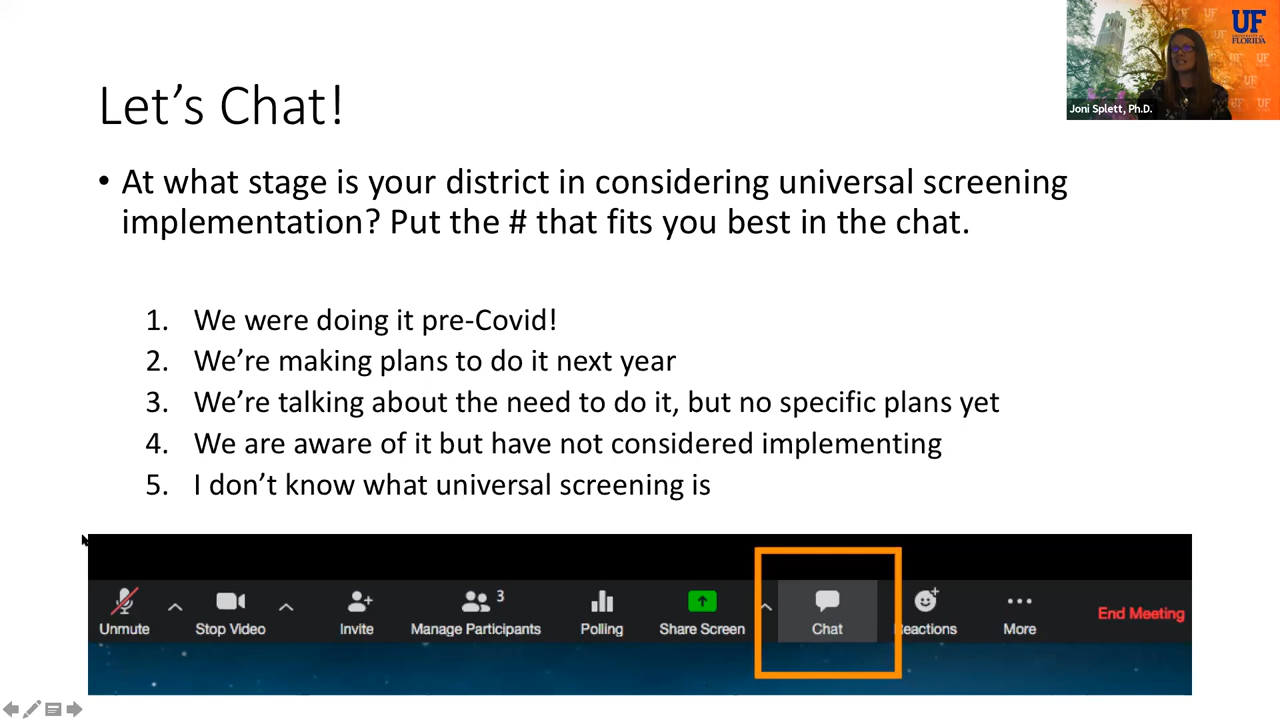 UF
UNIVERSITY of
FLORIDA
Joni Splett, Ph.D.
Let’s Chat!
• At what stage is your district in considering universal screening
implementation? Put the # that fits you best in the chat.
1. We were doing it pre-Covid!
2. We’re making plans to do it next year
3. We’re talking about the need to do it, but no specific plans yet
4. We are aware of it but have not considered implementing
5. I don’t know what universal screening is
3
Unmute Stop Video Invite Manage Participants Polling Share Screen Chat Reactions More End Meeting